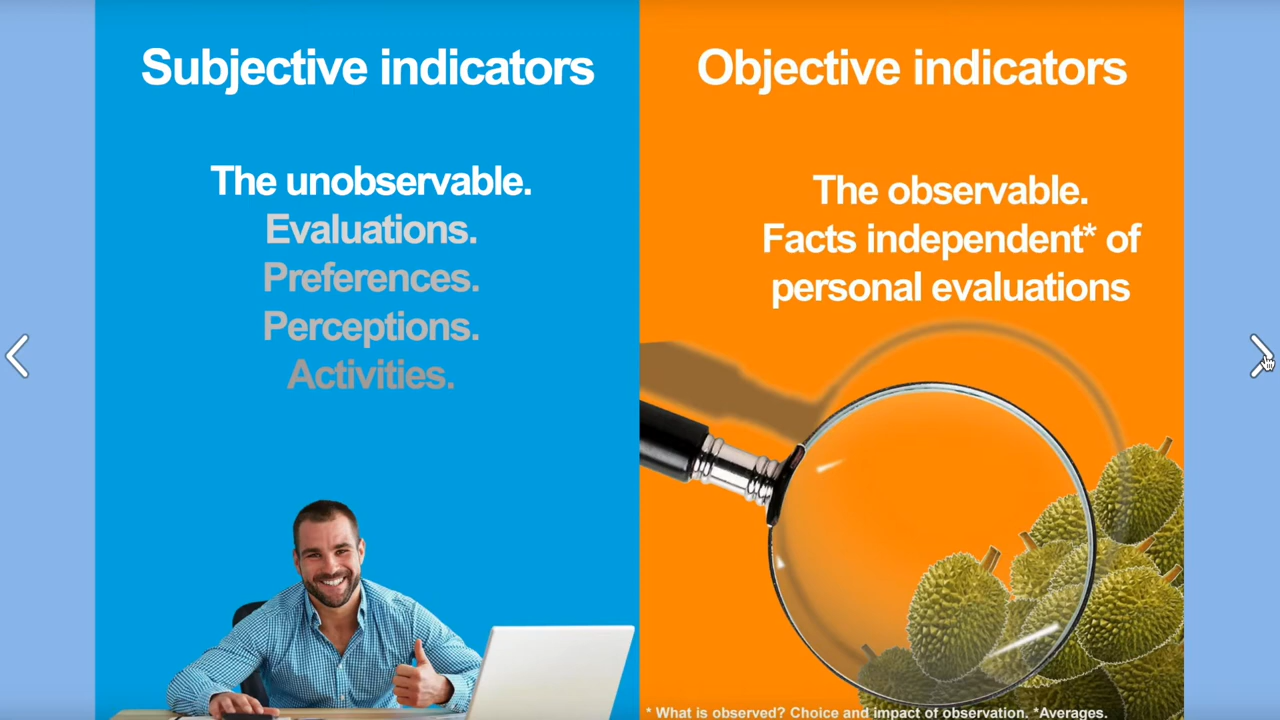 Subjective indicators
The unobservable.
Evaluations.
Preferences.
Perceptions.
Activities.
Objective indicators
The observable.
Facts independent* of
personal evaluations
* What is observed? Choice and impact of observation. *Averages.